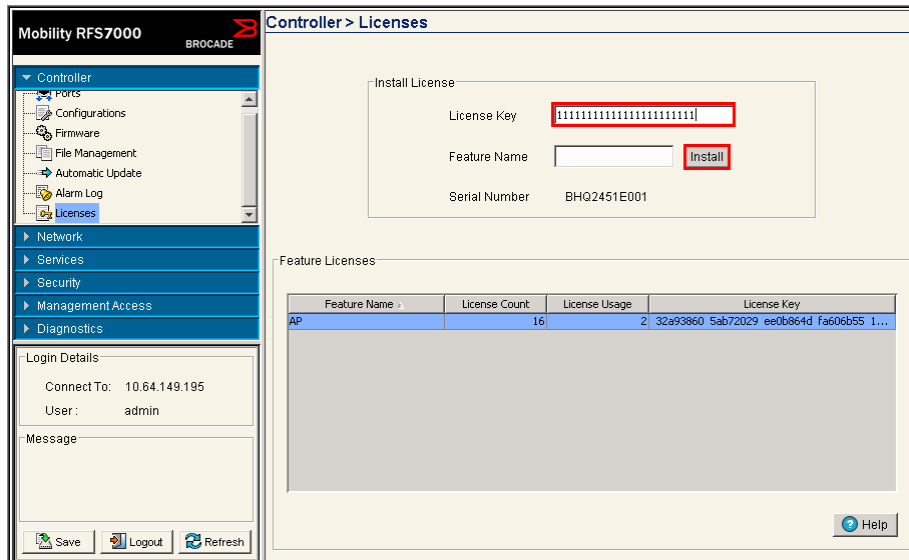 Mobility RFS7000
BROCADE
Controller
Ports
Configurations
Firmware
File Management
Automatic Update
Alarm Log
Licenses
Network
Services
Security
Management Access
Diagnostics
Login Details
Connect To: 10.64.149.195
User : admin
Message
Save Logout Refresh
Controller > Licenses
Install License
License Key
Feature Name Install
Serial Number BHQ2451E001
Feature Licenses
Feature Name License Count License Usage License Key
AP 16 2 32a93860 5ab72029 ee0b864d fa606b55 1...
Help